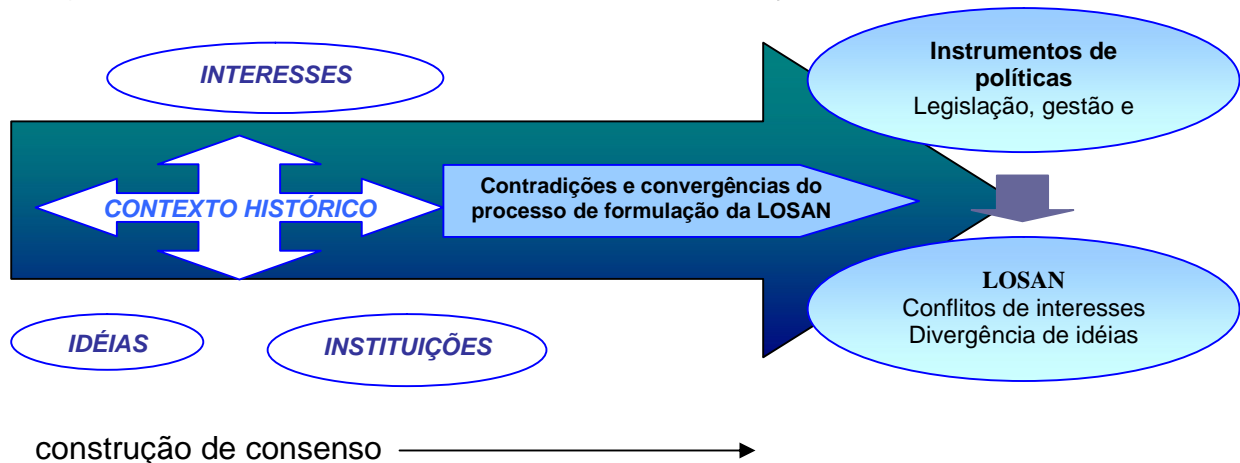 INTERESSES
Instrumentos de
políticas
Legislação, gestão e
CONTEXTO HISTÓRICO
Contradições e convergências do
processo de formulação da LOSAN
LOSAN
Conflitos de interesses
Divergência de idéias
IDÉIAS
INSTITUIÇÕES
construção de consenso